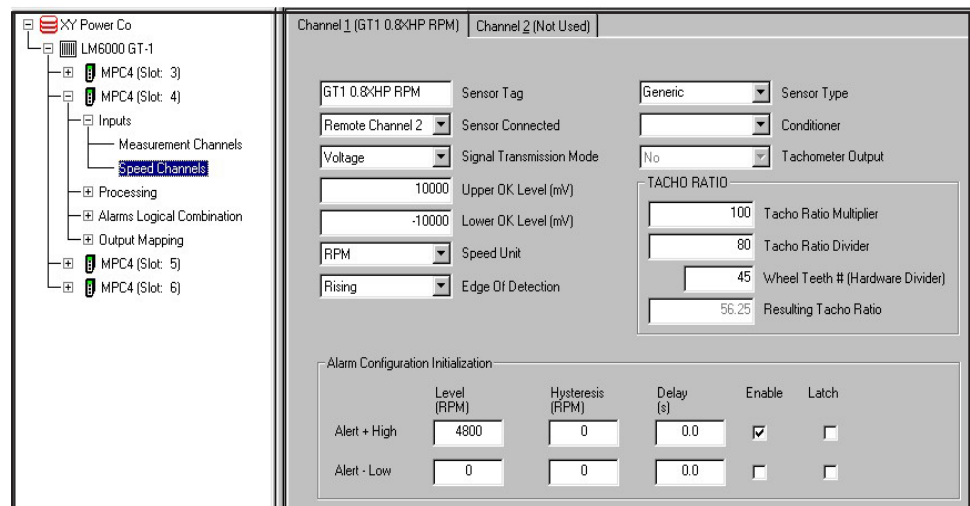 XY Power Co
LM6000 GT-1
MPC4 (Slot: 3)
MPC4 (Slot: 4)
Inputs
Measurement Channels
Speed Channels
Processing
Alarms Logical Combination
Output Mapping
MPC4 (Slot: 5)
MPC4 (Slot: 6)
Channel 1 (GT1 0.8XHP RPM) Channel 2 (Not Used)
GT1 0.8XHP RPM Sensor Tag Generic Sensor Type
Remote Channel 2 Sensor Connected Conditioner
Voltage Signal Transmission Mode No Tachometer Output
10000 Upper OK Level (mV)
-10000 Lower OK Level (mV)
RPM Speed Unit
Rising Edge Of Detection
TACHO RATIO
100 Tacho Ratio Multiplier
80 Tacho Ratio Divider
45 Wheel Teeth # (Hardware Divider)
56.25 Resulting Tacho Ratio
Alarm Configuration Initialization
Level (RPM) Hysteresis (RPM) Delay (s) Enable Latch
Alert + High 4800 0 0.0
Alert - Low 0 0 0.0